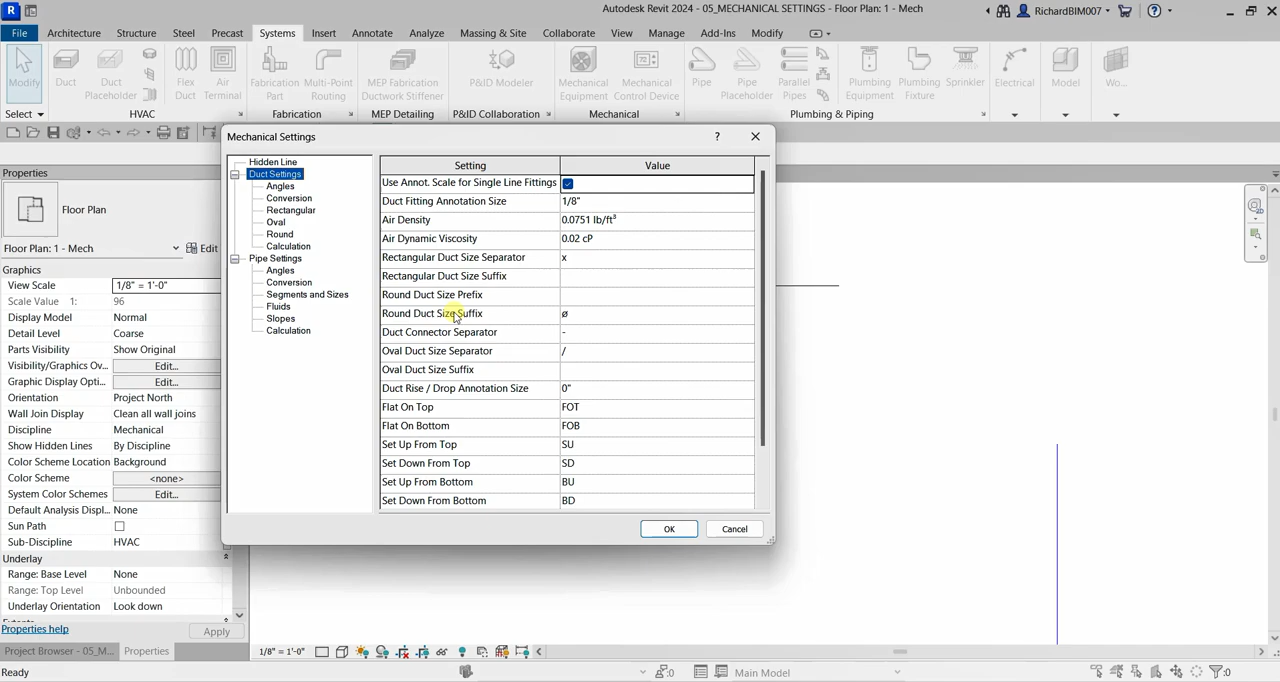 Autodesk Revit 2024 - 05_MECHANICAL SETTINGS - Floor Plan: 1 - Mech
RichardBIM007
File Architecture Structure Steel Precast Systems Insert Annotate Analyze Massing & Site Collaborate View Manage Add-Ins Modify
Modify
Duct
Duct Placeholder
Flex Duct
Air Terminal
Fabrication Part
Multi-Point Routing
MEP Fabrication Ductwork Stiffener
P&ID Modeler
Mechanical Equipment
Mechanical Control Device
Pipe
Pipe Placeholder
Parallel Pipes
Plumbing Equipment
Plumbing Fixture
Sprinkler
Electrical
Model
Wo...
Select HVAC Fabrication MEP Detailing P&ID Collaboration Mechanical Plumbing & Piping
Properties
Floor Plan
Floor Plan: 1 - Mech Edit
Graphics
View Scale 1/8" = 1'-0"
Scale Value 1: 96
Display Model Normal
Detail Level Coarse
Parts Visibility Show Original
Visibility/Graphics Ov... Edit...
Graphic Display Opti... Edit...
Orientation Project North
Wall Join Display Clean all wall joins
Discipline Mechanical
Show Hidden Lines By Discipline
Color Scheme Location Background
Color Scheme <none>
System Color Schemes Edit...
Default Analysis Displ... None
Sun Path
Sub-Discipline HVAC
Underlay
Range: Base Level None
Range: Top Level Unbounded
Underlay Orientation Look down
Properties help Apply
Project Browser - 05_M... Properties
Mechanical Settings
Hidden Line
Duct Settings
Angles
Conversion
Rectangular
Oval
Round
Calculation
Pipe Settings
Angles
Conversion
Segments and Sizes
Fluids
Slopes
Calculation
Setting Value
Use Annot. Scale for Single Line Fittings
Duct Fitting Annotation Size 1/8"
Air Density 0.0751 lb/ft³
Air Dynamic Viscosity 0.02 cP
Rectangular Duct Size Separator x
Rectangular Duct Size Suffix
Round Duct Size Prefix
Round Duct Size Suffix ø
Duct Connector Separator -
Oval Duct Size Separator /
Oval Duct Size Suffix
Duct Rise / Drop Annotation Size 0"
Flat On Top FOT
Flat On Bottom FOB
Set Up From Top SU
Set Down From Top SD
Set Up From Bottom BU
Set Down From Bottom BD
OK Cancel
1/8" = 1'-0"
Ready :0 Main Model :0